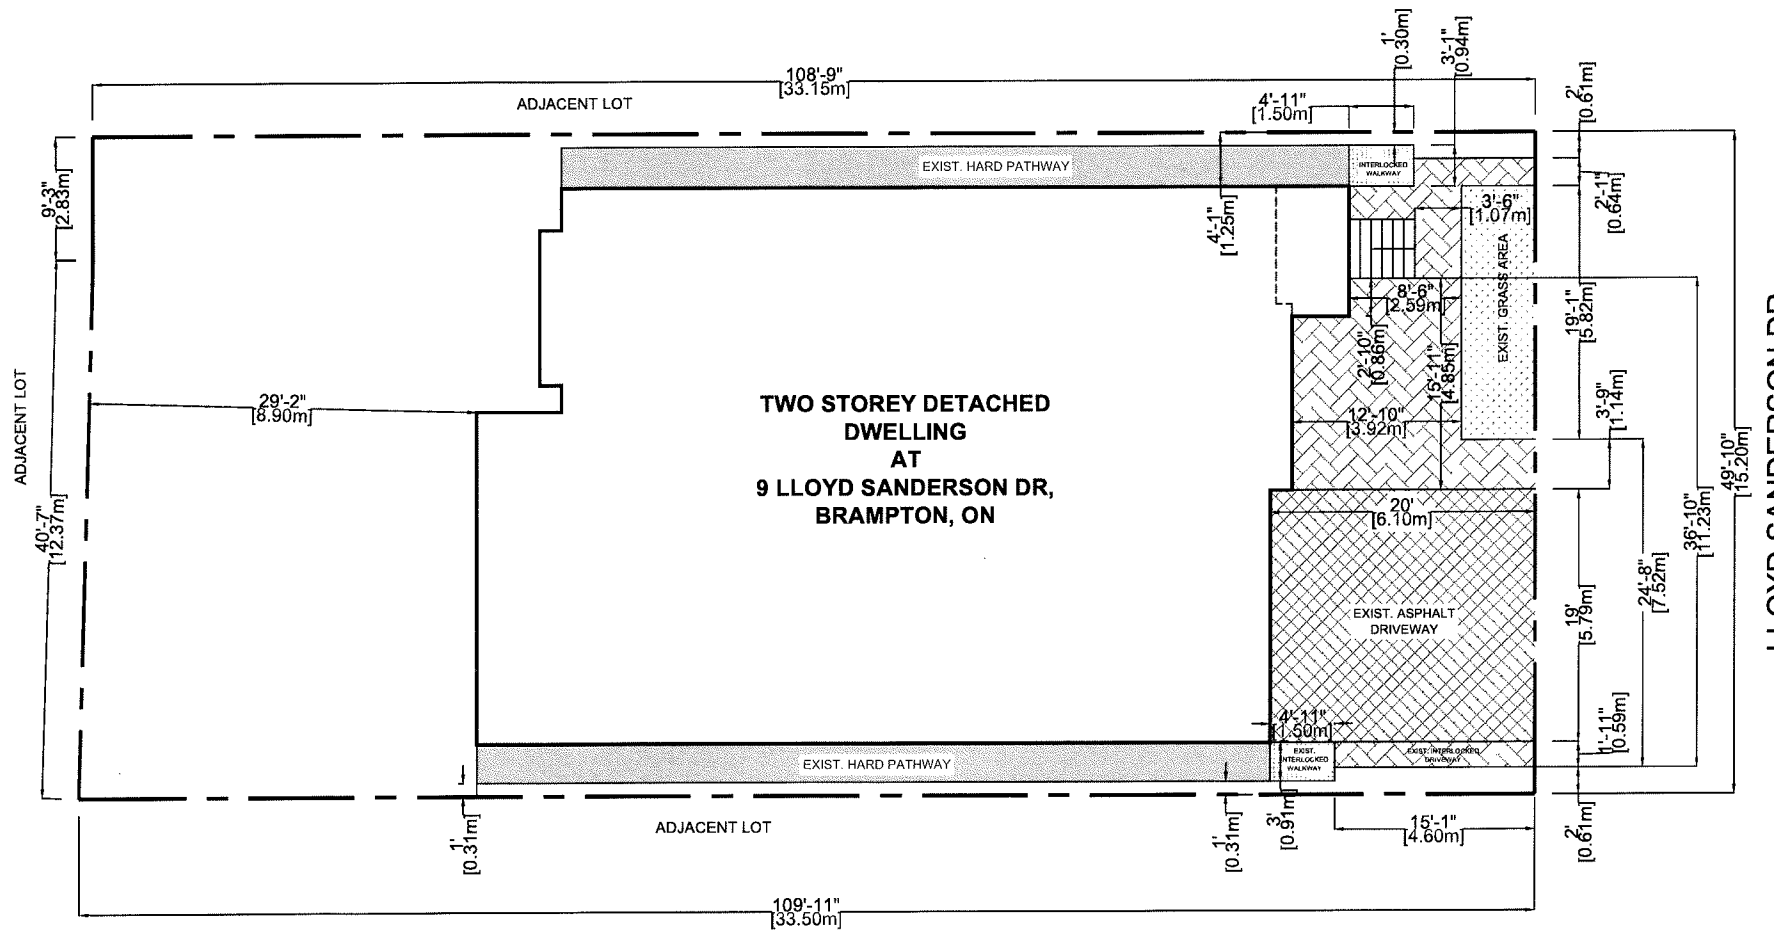 1'
[0.30m]
3'-1"
[0.94m]
108'-9"
[33.15m]
ADJACENT LOT
4'-11"
[1.50m]
2'
[0.61m]
EXIST. HARD PATHWAY
INTERLOCKED
WALKWAY
9'-3"
[2.83m]
4'-1"
[1.25m]
3'-6"
[1.07m]
2'-1"
[0.64m]
EXIST. GRASS AREA
8'-6"
[2.59m]
19'-1"
[5.82m]
2'-10"
[0.86m]
15'-1"
[4.85m]
ADJACENT LOT
29'-2"
[8.90m]
TWO STOREY DETACHED
DWELLING
AT
9 LLOYD SANDERSON DR,
BRAMPTON, ON
12'-10"
[3.92m]
3'-9"
[1.14m]
49'-10"
[15.20m]
40'-7"
[12.37m]
20'
[6.10m]
36'-10"
[11.23m]
24'-8"
[7.52m]
EXIST. ASPHALT
DRIVEWAY
19'
[5.79m]
4'-11"
[1.50m]
1'-11"
[0.59m]
EXIST. HARD PATHWAY
EXIST.
INTERLOCKED
WALKWAY
EXIST. INTERLOCKED
DRIVEWAY
1'
[0.31m]
ADJACENT LOT
1'
[0.31m]
3'
[0.91m]
15'-1"
[4.60m]
2'
[0.61m]
109'-11"
[33.50m]